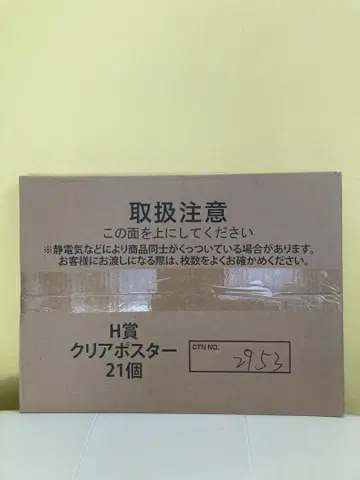 取扱注意
この面を上にしてください
※静電気などにより商品同士がくっついている場合があります。
お客様にお渡しになる際は、枚数をよくお確かめください。
H賞
クリアポスター
21個
CTN NO.
2953